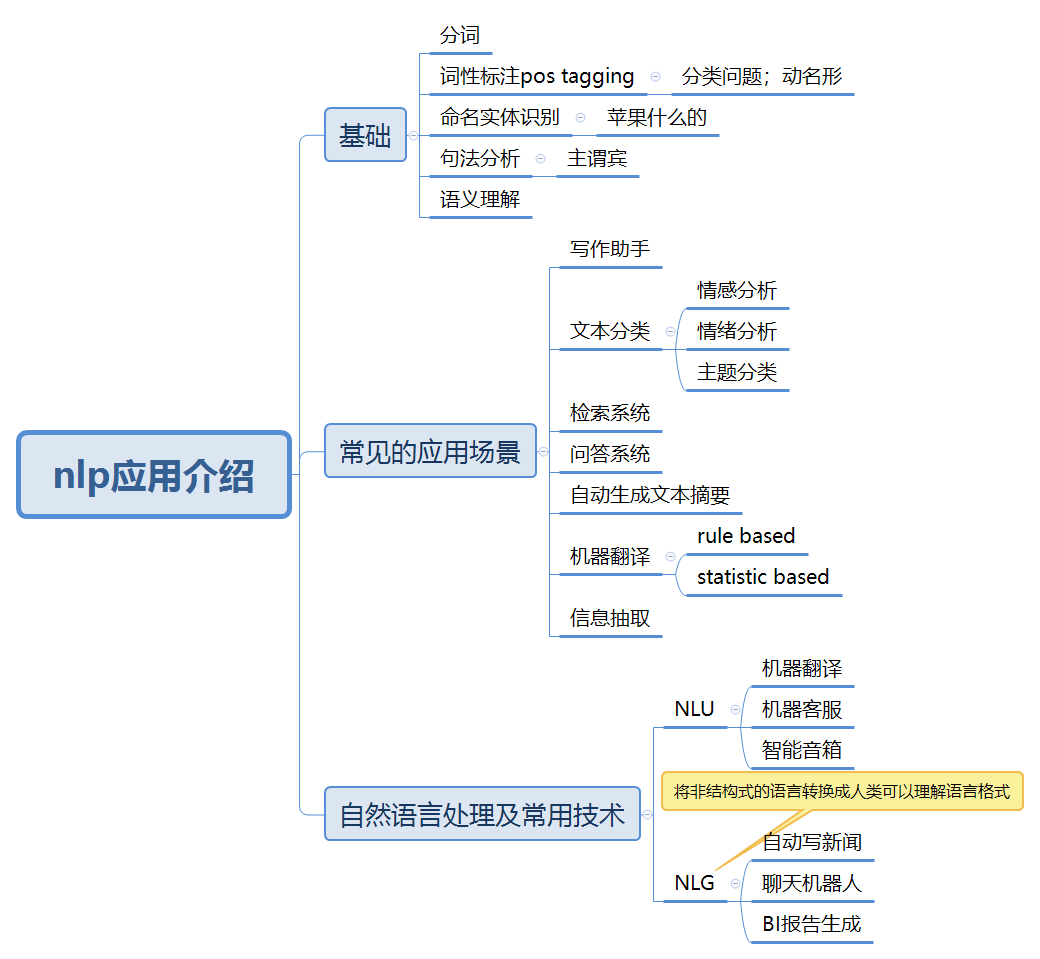 nlp应用介绍
基础
分词
词性标注pos tagging
分类问题；动名形
命名实体识别
苹果什么的
句法分析
主谓宾
语义理解
常见的应用场景
写作助手
文本分类
情感分析
情绪分析
主题分类
检索系统
问答系统
自动生成文本摘要
机器翻译
rule based
statistic based
信息抽取
自然语言处理及常用技术
NLU
机器翻译
机器客服
智能音箱
将非结构式的语言转换成人类可以理解语言格式
NLG
自动写新闻
聊天机器人
BI报告生成